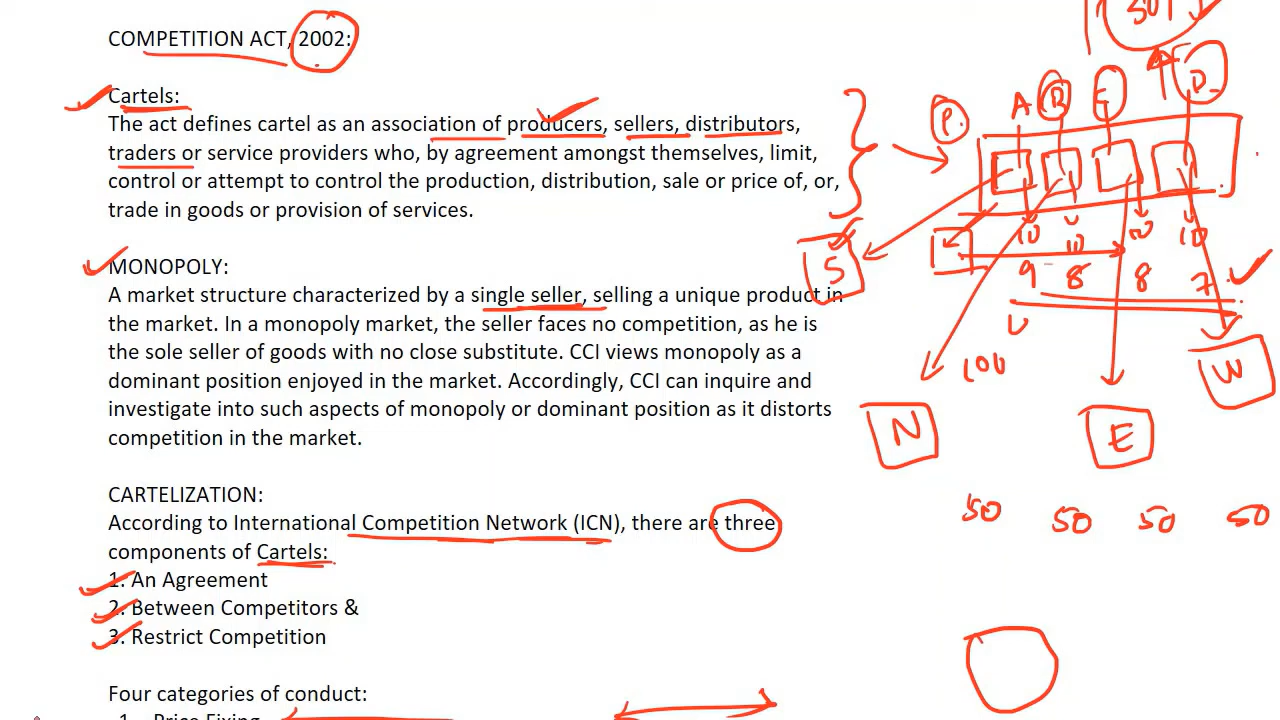 COMPETITION ACT, 2002:
Cartels:
The act defines cartel as an association of producers, sellers, distributors,
traders or service providers who, by agreement amongst themselves, limit,
control or attempt to control the production, distribution, sale or price of, or,
trade in goods or provision of services.
MONOPOLY:
A market structure characterized by a single seller, selling a unique product in
the market. In a monopoly market, the seller faces no competition, as he is
the sole seller of goods with no close substitute. CCI views monopoly as a
dominant position enjoyed in the market. Accordingly, CCI can inquire and
investigate into such aspects of monopoly or dominant position as it distorts
competition in the market.
CARTELIZATION:
According to International Competition Network (ICN), there are three
components of Cartels:
1. An Agreement
2. Between Competitors &
3. Restrict Competition
Four categories of conduct:
1. Price Fixing
P. A B D
10 10 10 10
9 8 8 7
S
100
W
N E
50 50 50 50